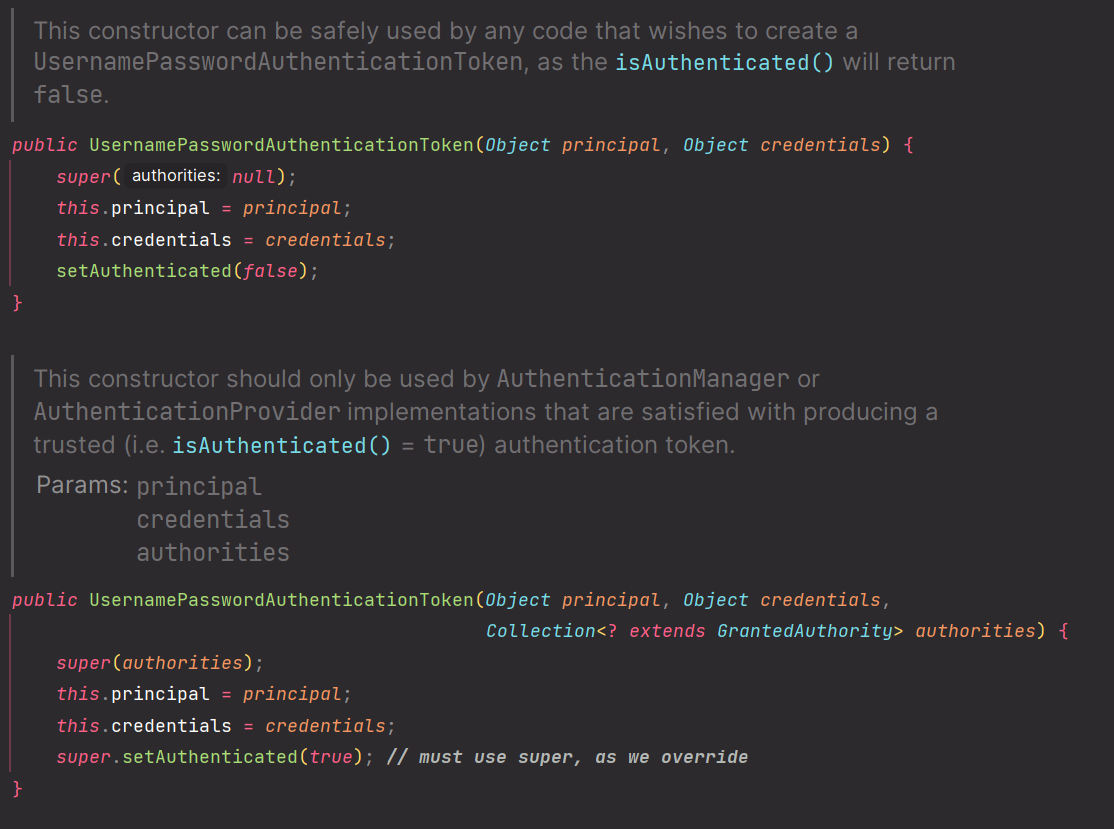 This constructor can be safely used by any code that wishes to create a
UsernamePasswordAuthenticationToken, as the isAuthenticated() will return
false.
public UsernamePasswordAuthenticationToken(Object principal, Object credentials) {
    super( authorities: null);
    this.principal = principal;
    this.credentials = credentials;
    setAuthenticated(false);
}
This constructor should only be used by AuthenticationManager or
AuthenticationProvider implementations that are satisfied with producing a
trusted (i.e. isAuthenticated() = true) authentication token.
Params: principal
credentials
authorities
public UsernamePasswordAuthenticationToken(Object principal, Object credentials,
                                           Collection<? extends GrantedAuthority> authorities) {
    super(authorities);
    this.principal = principal;
    this.credentials = credentials;
    super.setAuthenticated(true); // must use super, as we override
}